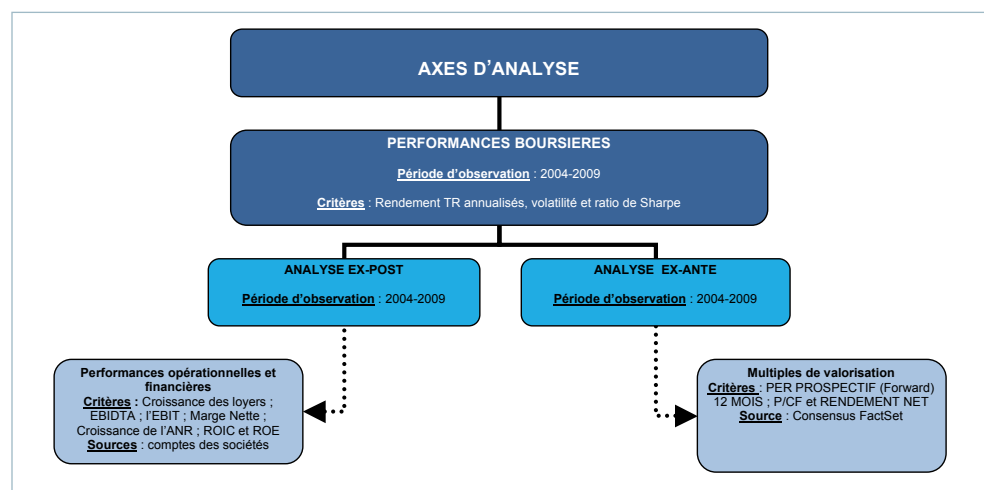 AXES D'ANALYSE
PERFORMANCES BOURSIERES
Période d'observation : 2004-2009
Critères : Rendement TR annualisés, volatilité et ratio de Sharpe
ANALYSE EX-POST
Période d'observation : 2004-2009
ANALYSE EX-ANTE
Période d'observation : 2004-2009
Performances opérationnelles et
financières
Critères : Croissance des loyers ;
EBIDTA ; l'EBIT ; Marge Nette ;
Croissance de l'ANR ; ROIC et ROE
Sources : comptes des sociétés
Multiples de valorisation
Critères : PER PROSPECTIF (Forward)
12 MOIS ; P/CF et RENDEMENT NET
Source : Consensus FactSet